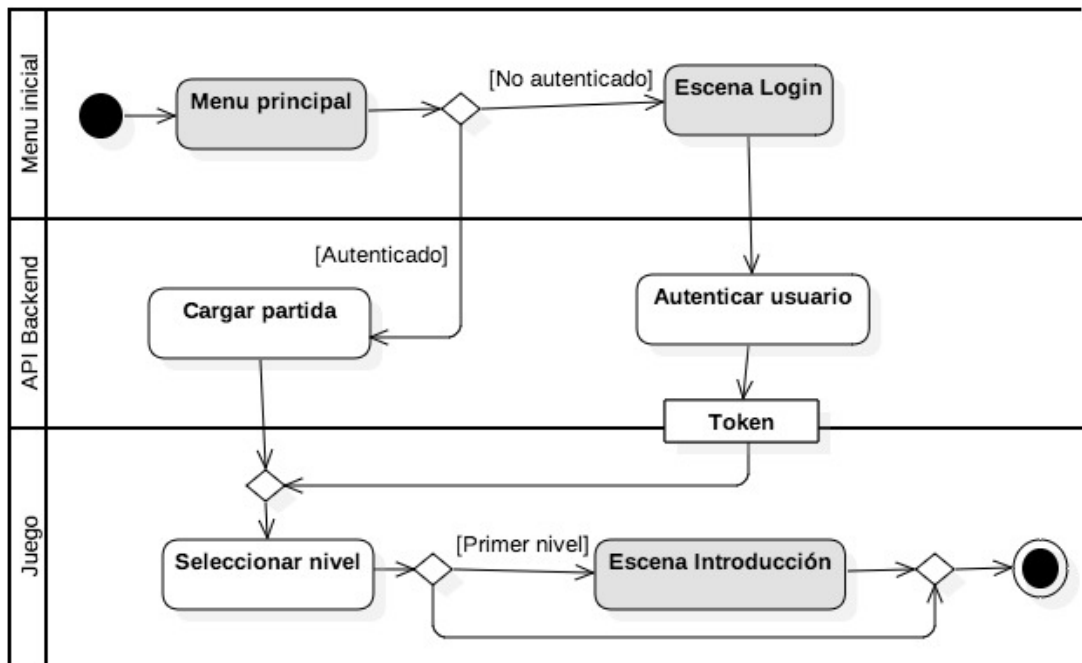 Menu inicial
[No autenticado]
Menu principal
Escena Login
API Backend
[Autenticado]
Cargar partida
Autenticar usuario
Token
Juego
[Primer nivel]
Seleccionar nivel
Escena Introducción